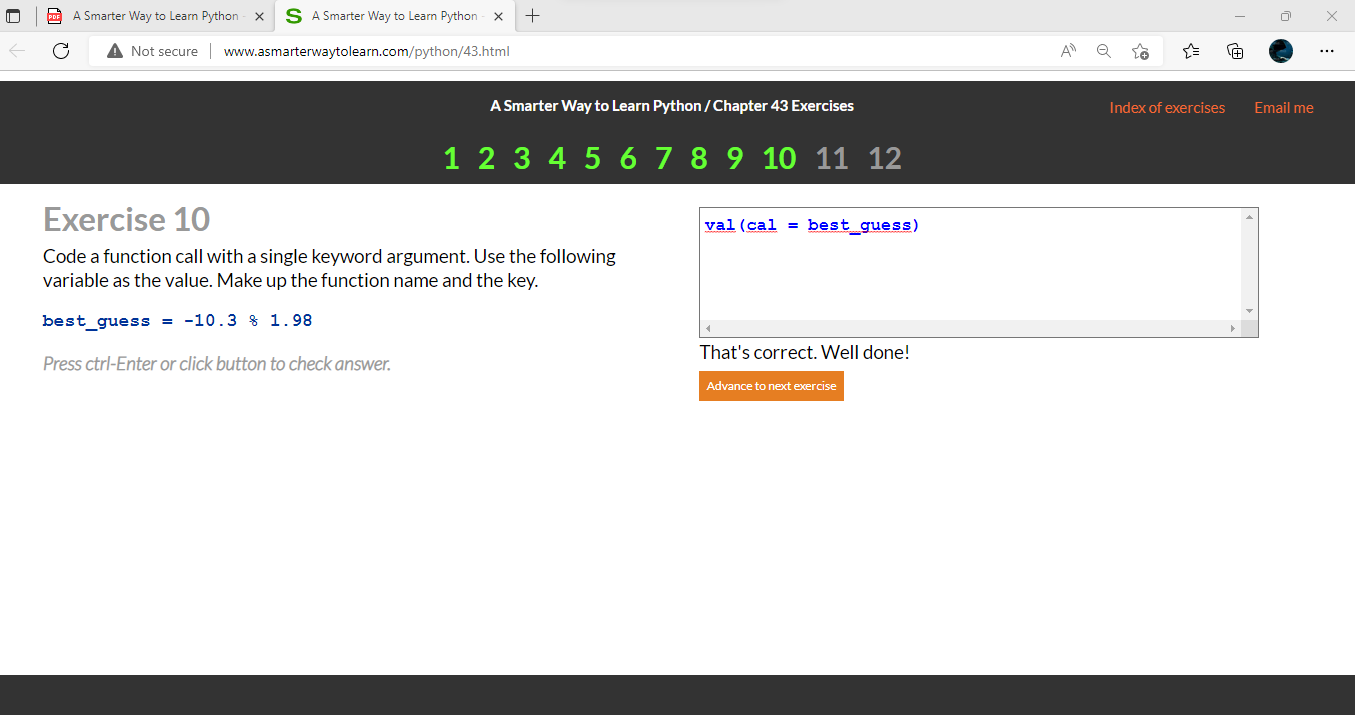 A Smarter Way to Learn Python -
A Smarter Way to Learn Python -
Not secure | www.asmarterwaytolearn.com/python/43.html
A Smarter Way to Learn Python / Chapter 43 Exercises
Index of exercises Email me
1 2 3 4 5 6 7 8 9 10 11 12
Exercise 10
Code a function call with a single keyword argument. Use the following
variable as the value. Make up the function name and the key.
best_guess = -10.3 % 1.98
Press ctrl-Enter or click button to check answer.
val(cal = best_guess)
That's correct. Well done!
Advance to next exercise